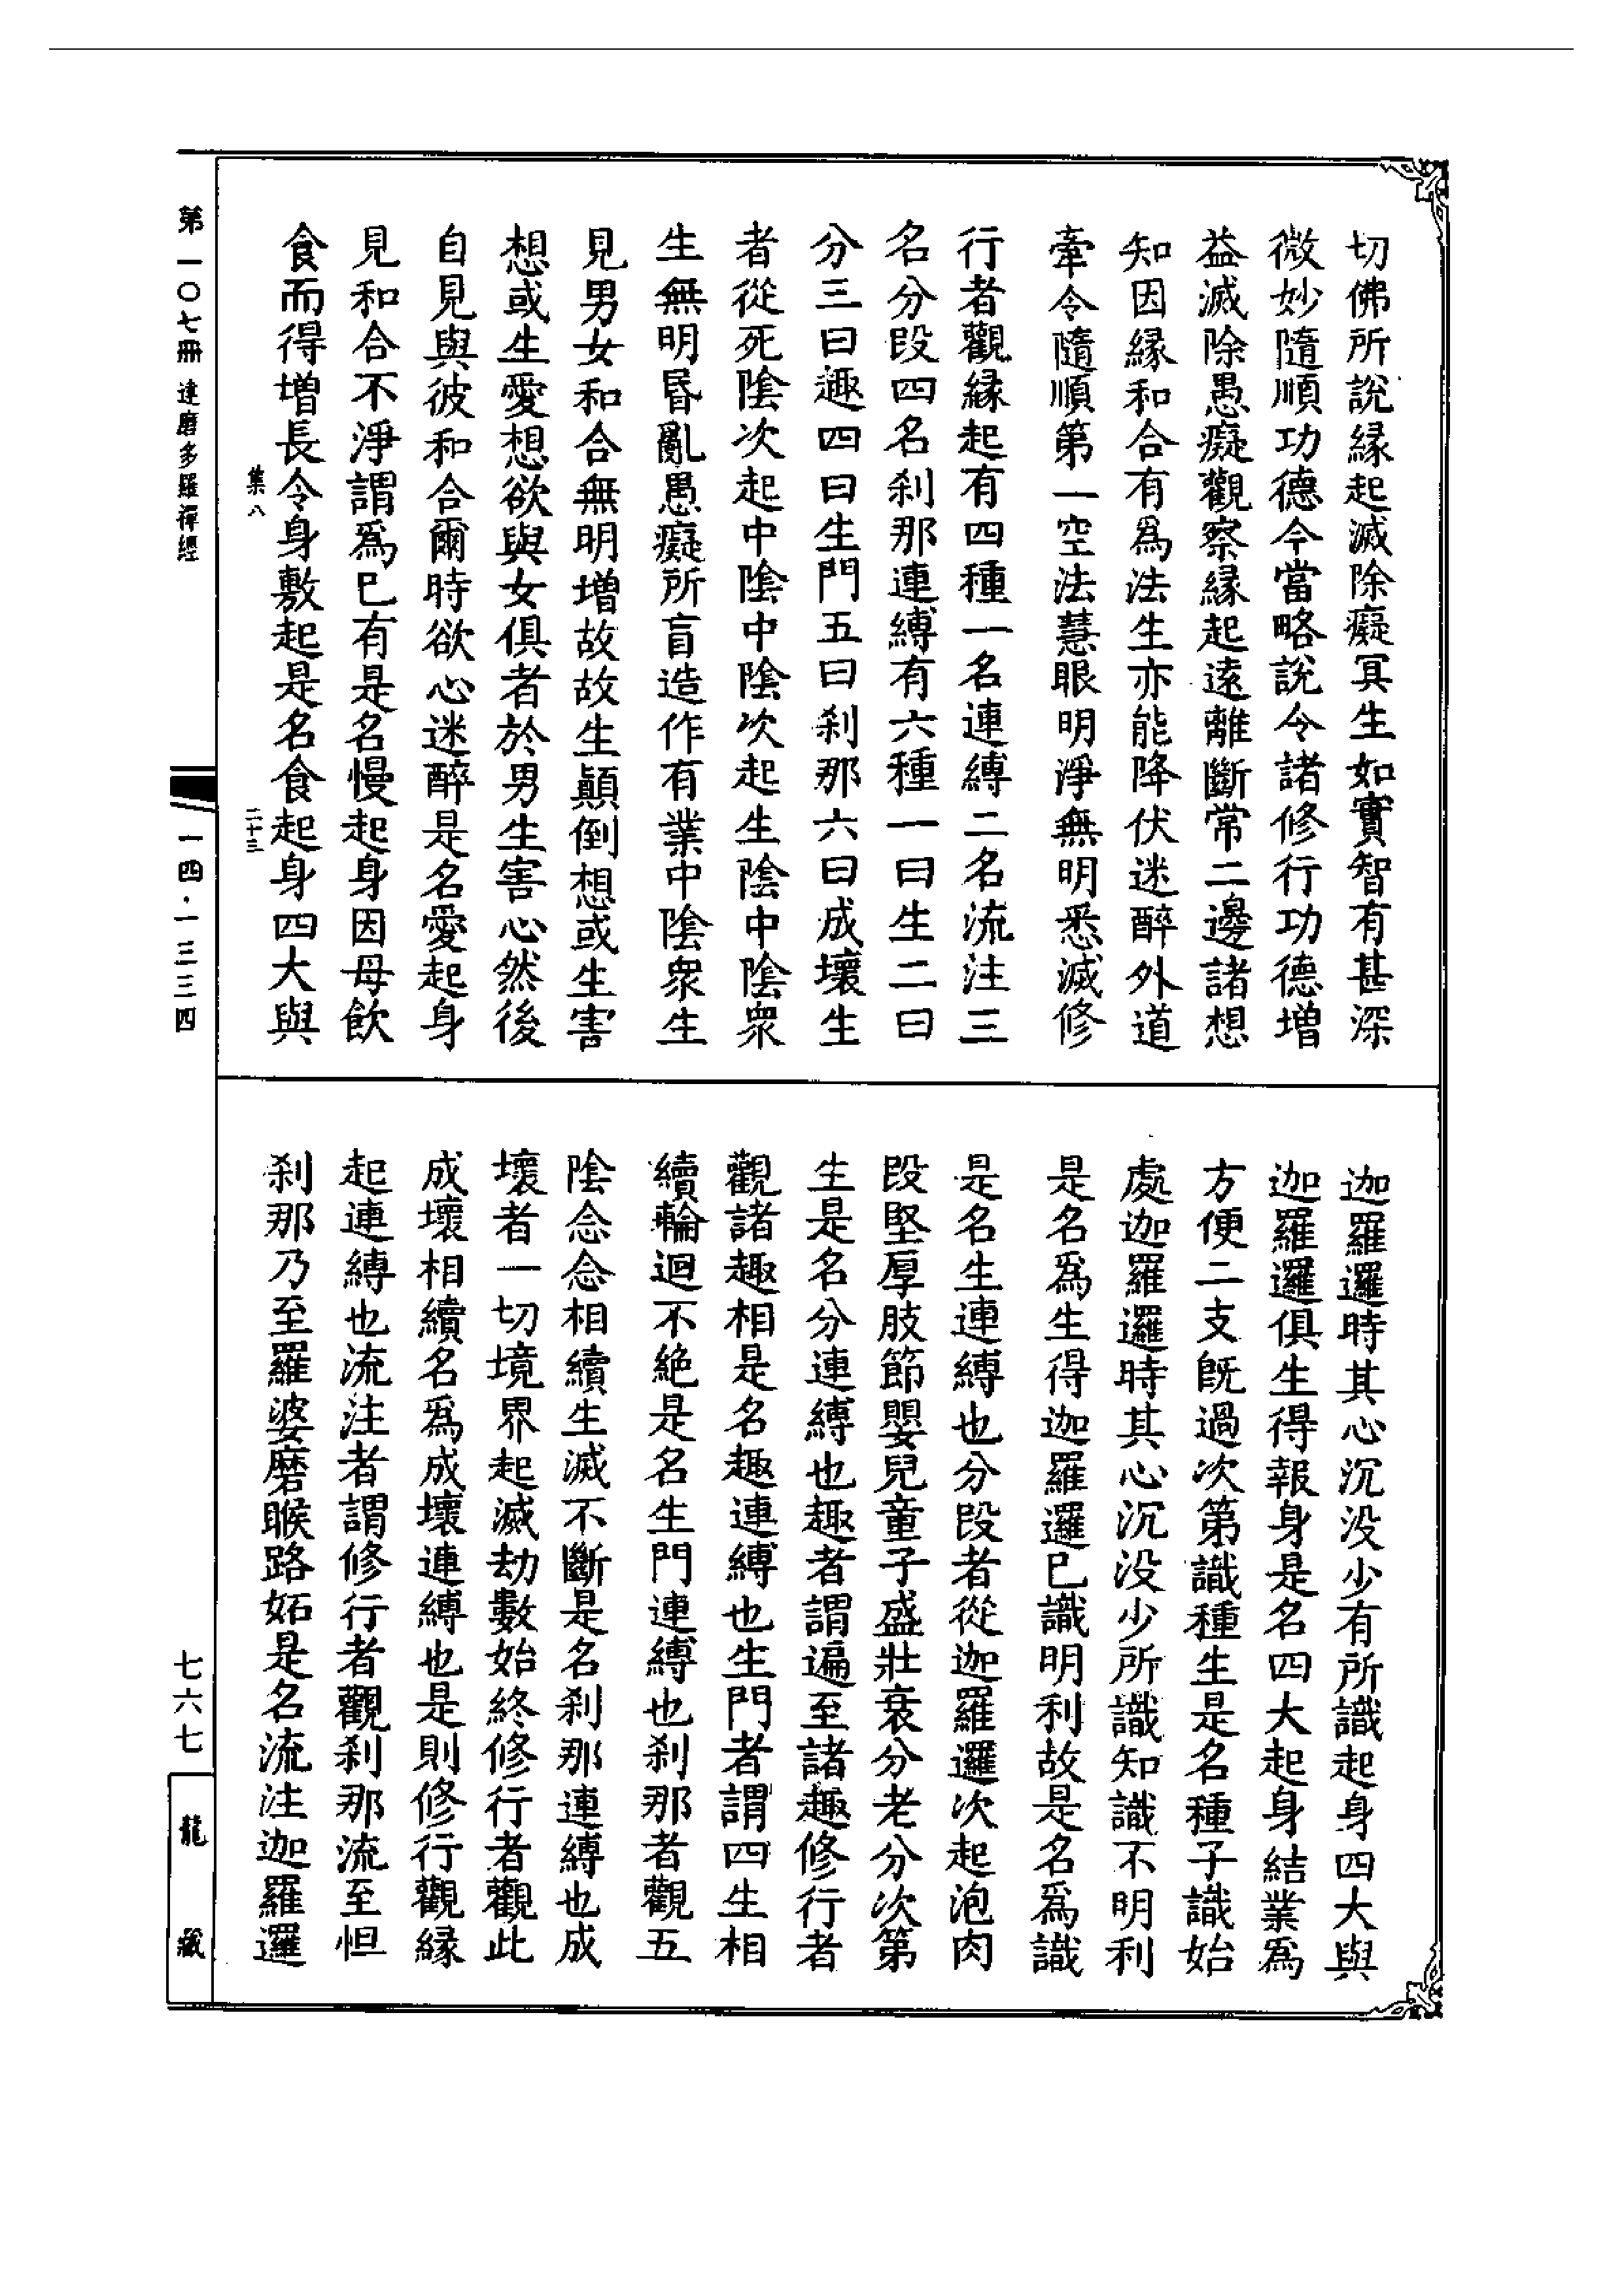 切佛所說緣起滅除癡冥生如實智有甚深
微妙隨順功德今當略說令諸修行功德增
益滅除愚癡觀察緣起遠離斷常二邊諸想
知因緣和合有爲法生亦能降伏迷醉外道
牽令隨順第一空法慧眼明淨無明悉滅修
行者觀緣起有四種一名連縛二名流注三
名分段四名刹那連縛有六種一曰生二曰
分三曰趣四曰生門五曰刹那六曰成壞生
者從死陰次起中陰中陰次起生陰中陰衆
生無明昏亂愚癡所盲造作有業中陰衆生
見男女和合無明增故故生顛倒想或生害
想或生愛想欲與女俱者於男生害心然後
自見與彼和合爾時欲心迷醉是名愛起身
見和合不淨謂爲已有是名慢起身因母飲
食而得增長令身敷起是名食起身四大與
集八
二十三
迦羅邏時其心沉没少有所識起身四大與
迦羅邏俱生得報身是名四大起身結業爲
方便二支旣過次第識種生是名種子識始
處迦羅邏時其心沉没少所識知識不明利
是名爲生得迦羅邏已識明利故是名爲識
是名生連縛也分段者從迦羅邏次起泡肉
段堅厚肢節嬰兒童子盛壯衰分老分次第
生是名分連縛也趣者謂遍至諸趣修行者
觀諸趣相是名趣連縛也生門者謂四生相
續輪迴不絶是名生門連縛也刹那者觀五
陰念念相續生滅不斷是名刹那連縛也成
壞者一切境界起滅劫數始終修行者觀此
成壞相續名爲成壞連縛也是則修行觀緣
起連縛也流注者謂修行者觀刹那流至怛
刹那乃至羅婆磨睺路妬是名流注迦羅邏
第一〇七冊 達磨多羅禪經
一四·一三三四
七六七
龍藏